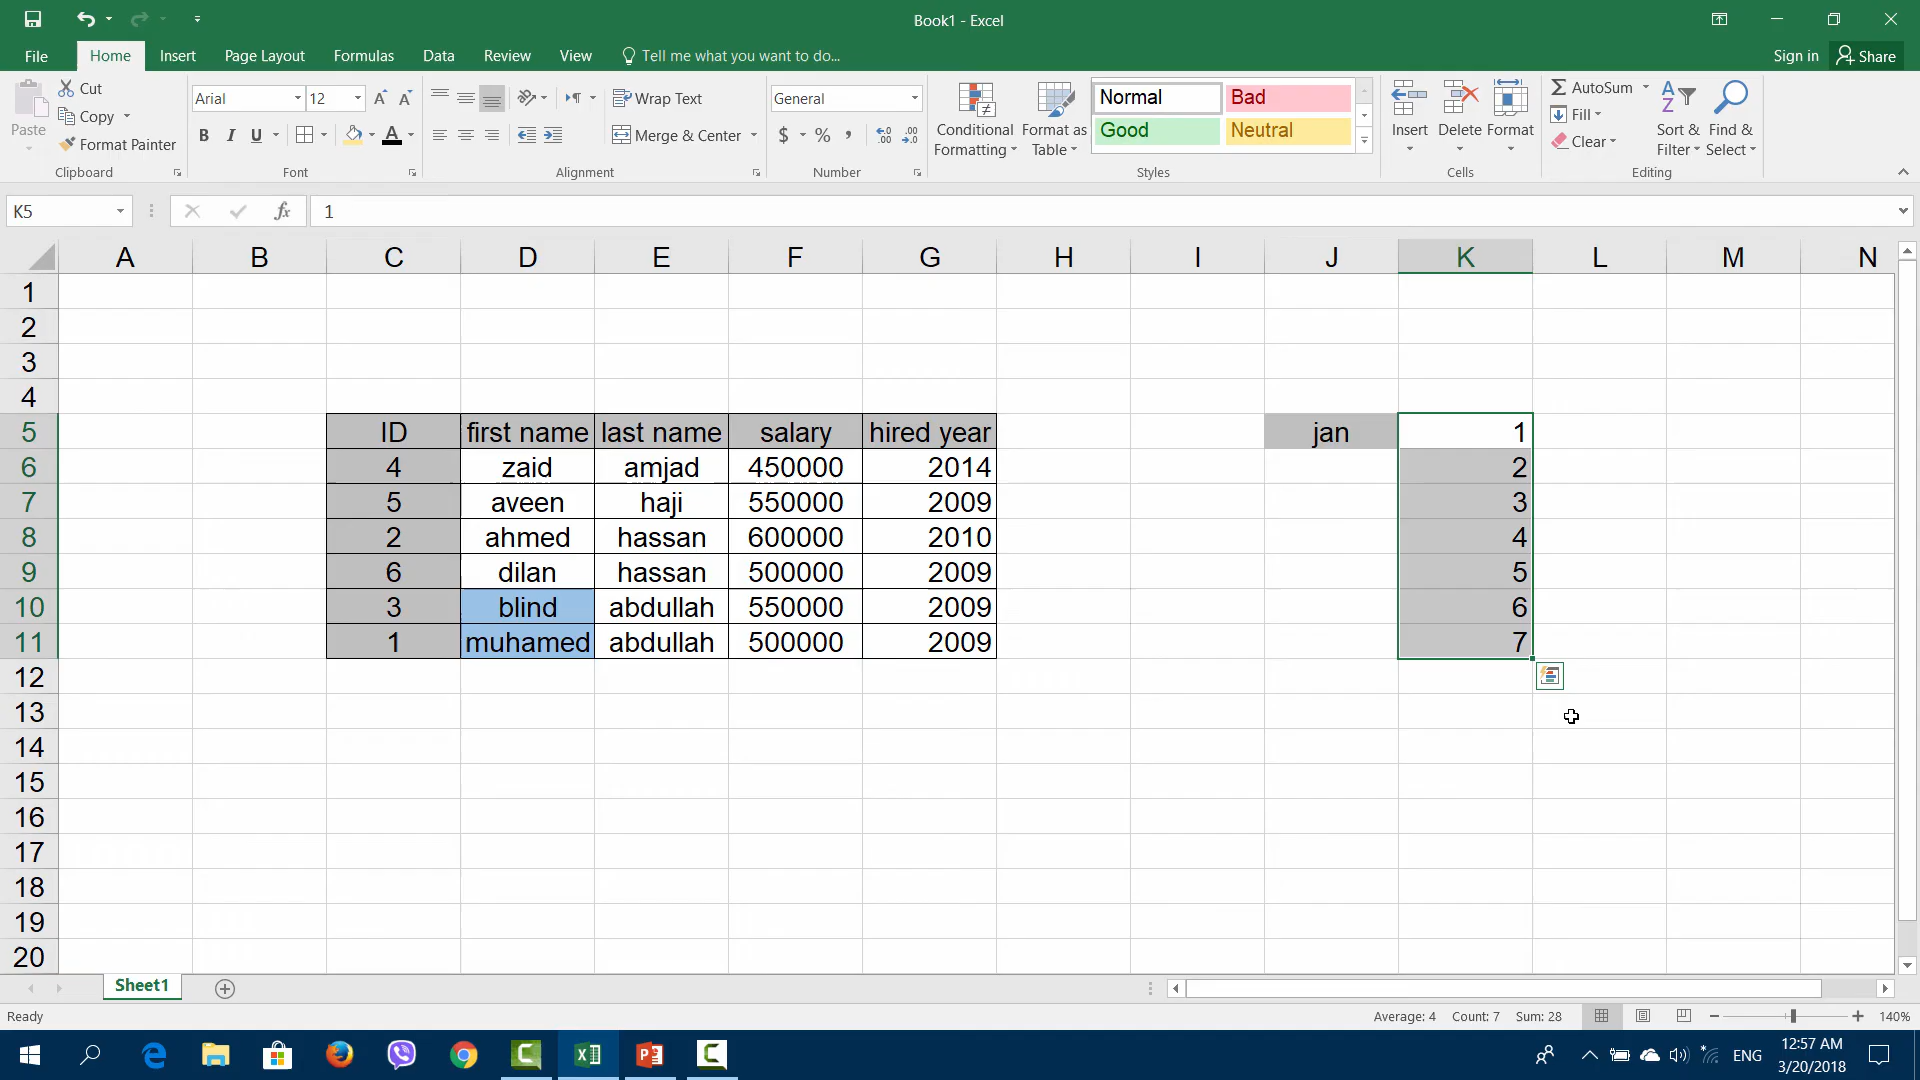 Book1 - Excel
File Home Insert Page Layout Formulas Data Review View Tell me what you want to do... Sign in Share
Paste
Cut
Copy
Format Painter
Clipboard
Arial 12
B I U A
Font
Wrap Text
Merge & Center
Alignment
General
$ % ,
Number
Conditional Formatting
Format as Table
Normal Bad
Good Neutral
Styles
Insert Delete Format
Cells
AutoSum
Fill
Clear
Sort & Filter
Find & Select
Editing
K5 fx 1
A B C D E F G H I J K L M N
1
2
3
4
5 ID first name last name salary hired year jan 1
6 4 zaid amjad 450000 2014 2
7 5 aveen haji 550000 2009 3
8 2 ahmed hassan 600000 2010 4
9 6 dilan hassan 500000 2009 5
10 3 blind abdullah 550000 2009 6
11 1 muhamed abdullah 500000 2009 7
12
13
14
15
16
17
18
19
20
Sheet1
Ready Average: 4 Count: 7 Sum: 28 140%
ENG 12:57 AM
3/20/2018